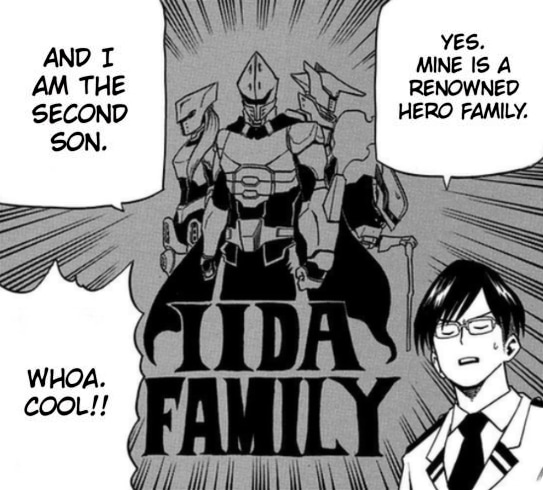 YES.
MINE IS A
RENOWNED
HERO FAMILY.
AND I
AM THE
SECOND
SON.
IIDA
FAMILY
WHOA.
COOL!!